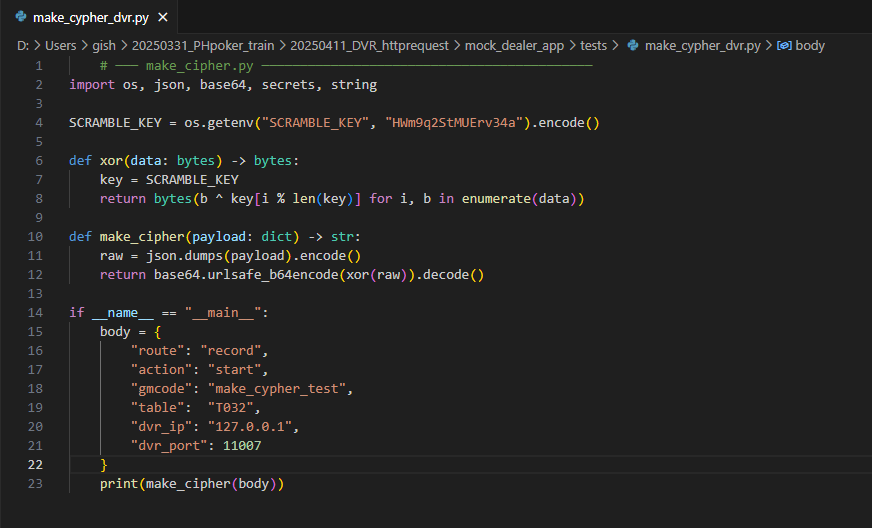 make_cypher_dvr.py ×
D: > Users > gish > 20250331_PHpoker_train > 20250411_DVR_httprequest > mock_dealer_app > tests > make_cypher_dvr.py > body
1 # ─── make_cipher.py ───────────────────────────────────────────
2 import os, json, base64, secrets, string
3
4 SCRAMBLE_KEY = os.getenv("SCRAMBLE_KEY", "HWm9q2StMUErv34a").encode()
5
6 def xor(data: bytes) -> bytes:
7     key = SCRAMBLE_KEY
8     return bytes(b ^ key[i % len(key)] for i, b in enumerate(data))
9
10 def make_cipher(payload: dict) -> str:
11     raw = json.dumps(payload).encode()
12     return base64.urlsafe_b64encode(xor(raw)).decode()
13
14 if __name__ == "__main__":
15     body = {
16         "route": "record",
17         "action": "start",
18         "gmcode": "make_cypher_test",
19         "table":  "T032",
20         "dvr_ip": "127.0.0.1",
21         "dvr_port": 11007
22     }
23     print(make_cipher(body))